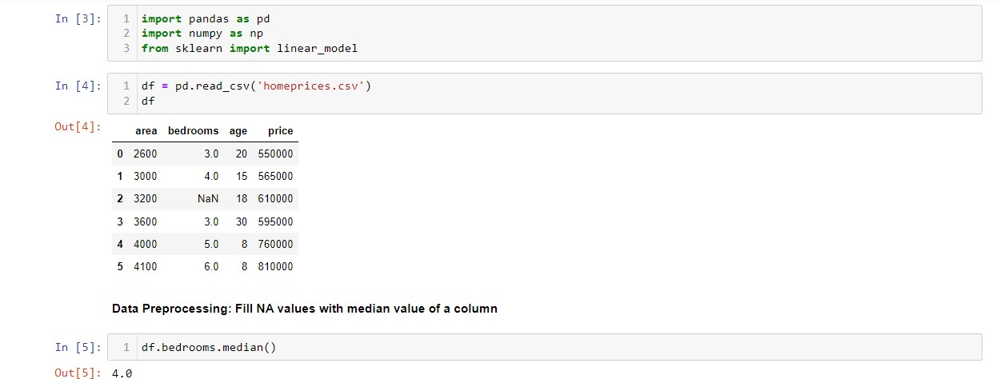 In [3]: 1 import pandas as pd
2 import numpy as np
3 from sklearn import linear_model
In [4]: 1 df = pd.read_csv('homeprices.csv')
2 df
Out[4]:
area bedrooms age price
0 2600 3.0 20 550000
1 3000 4.0 15 565000
2 3200 NaN 18 610000
3 3600 3.0 30 595000
4 4000 5.0 8 760000
5 4100 6.0 8 810000
Data Preprocessing: Fill NA values with median value of a column
In [5]: 1 df.bedrooms.median()
Out[5]: 4.0